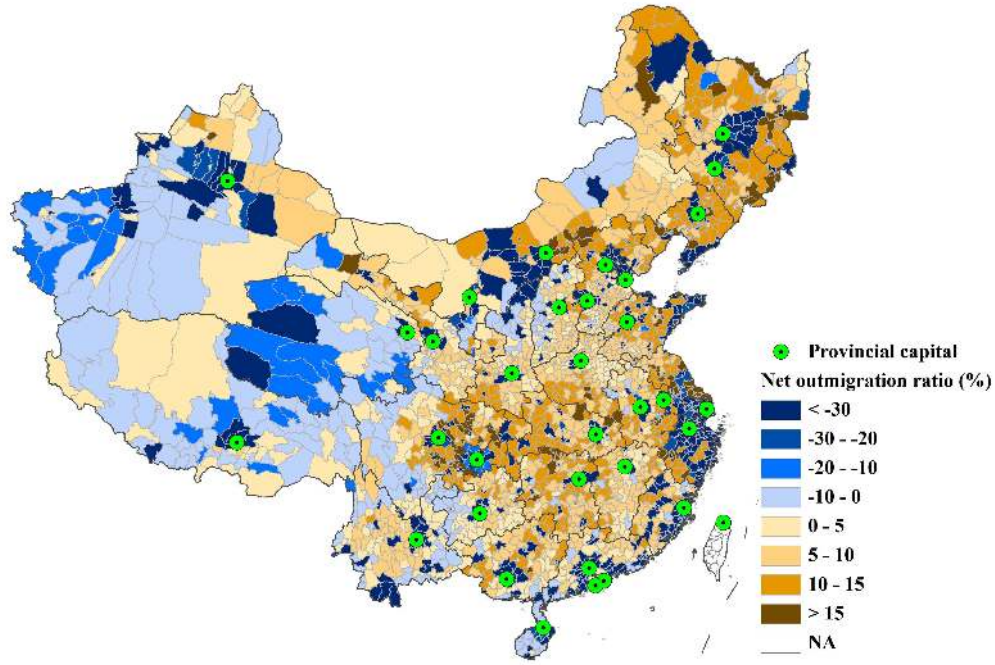 Provincial capital
Net outmigration ratio (%)
< -30
-30 - -20
-20 - -10
-10 - 0
0 - 5
5 - 10
10 - 15
> 15
NA